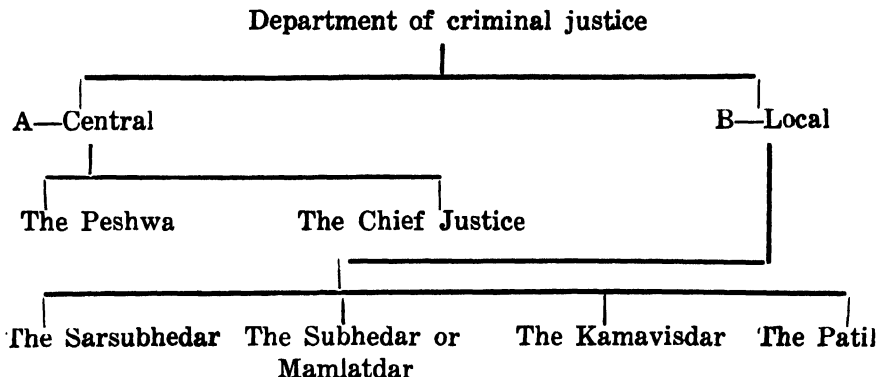 Department of criminal justice
A—Central
B—Local
The Peshwa
The Chief Justice
The Sarsubhedar
The Subhedar or
Mamlatdar
The Kamavisdar
The Patil